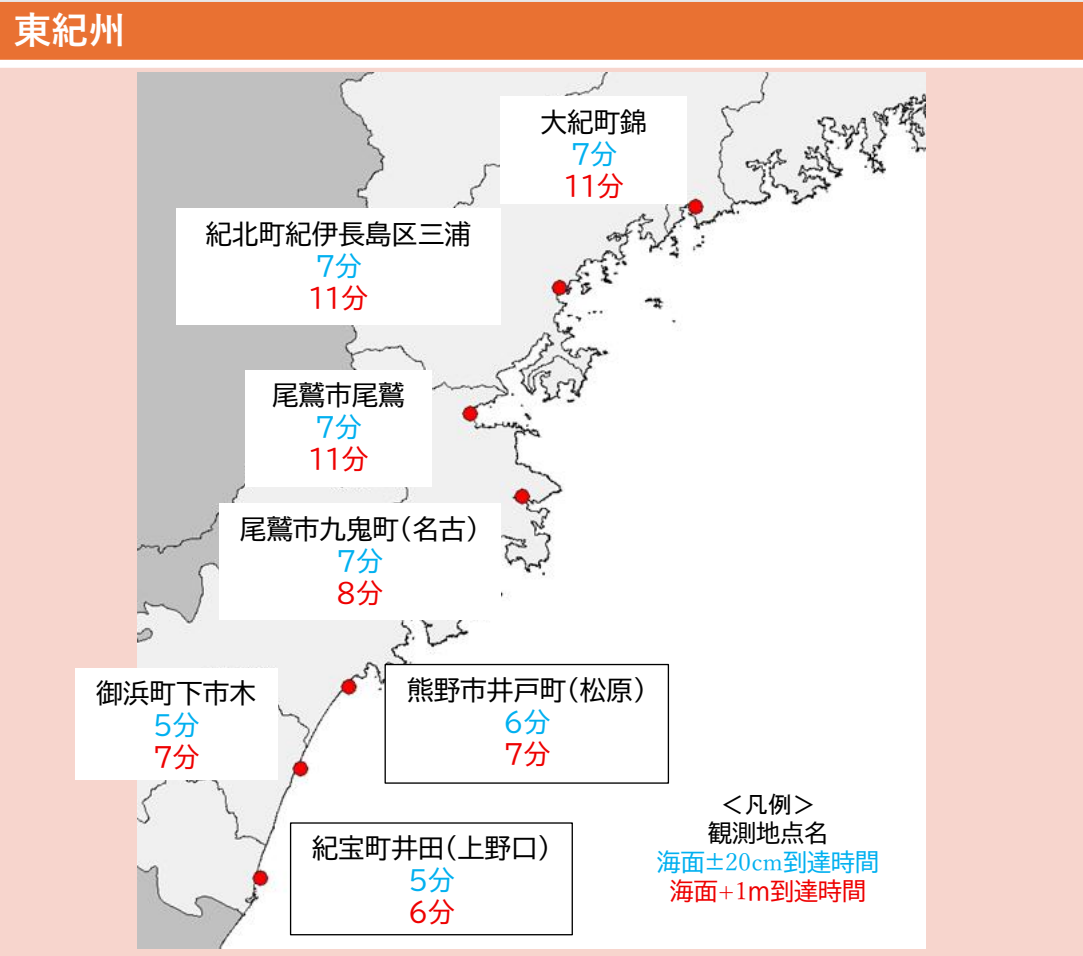 東紀州
大紀町錦
7分
11分
紀北町紀伊長島区三浦
7分
11分
尾鷲市尾鷲
7分
11分
尾鷲市九鬼町(名古)
7分
8分
御浜町下市木
5分
7分
熊野市井戸町(松原)
6分
7分
紀宝町井田(上野口)
5分
6分
<凡例>
観測地点名
海面±20cm到達時間
海面+1m到達時間